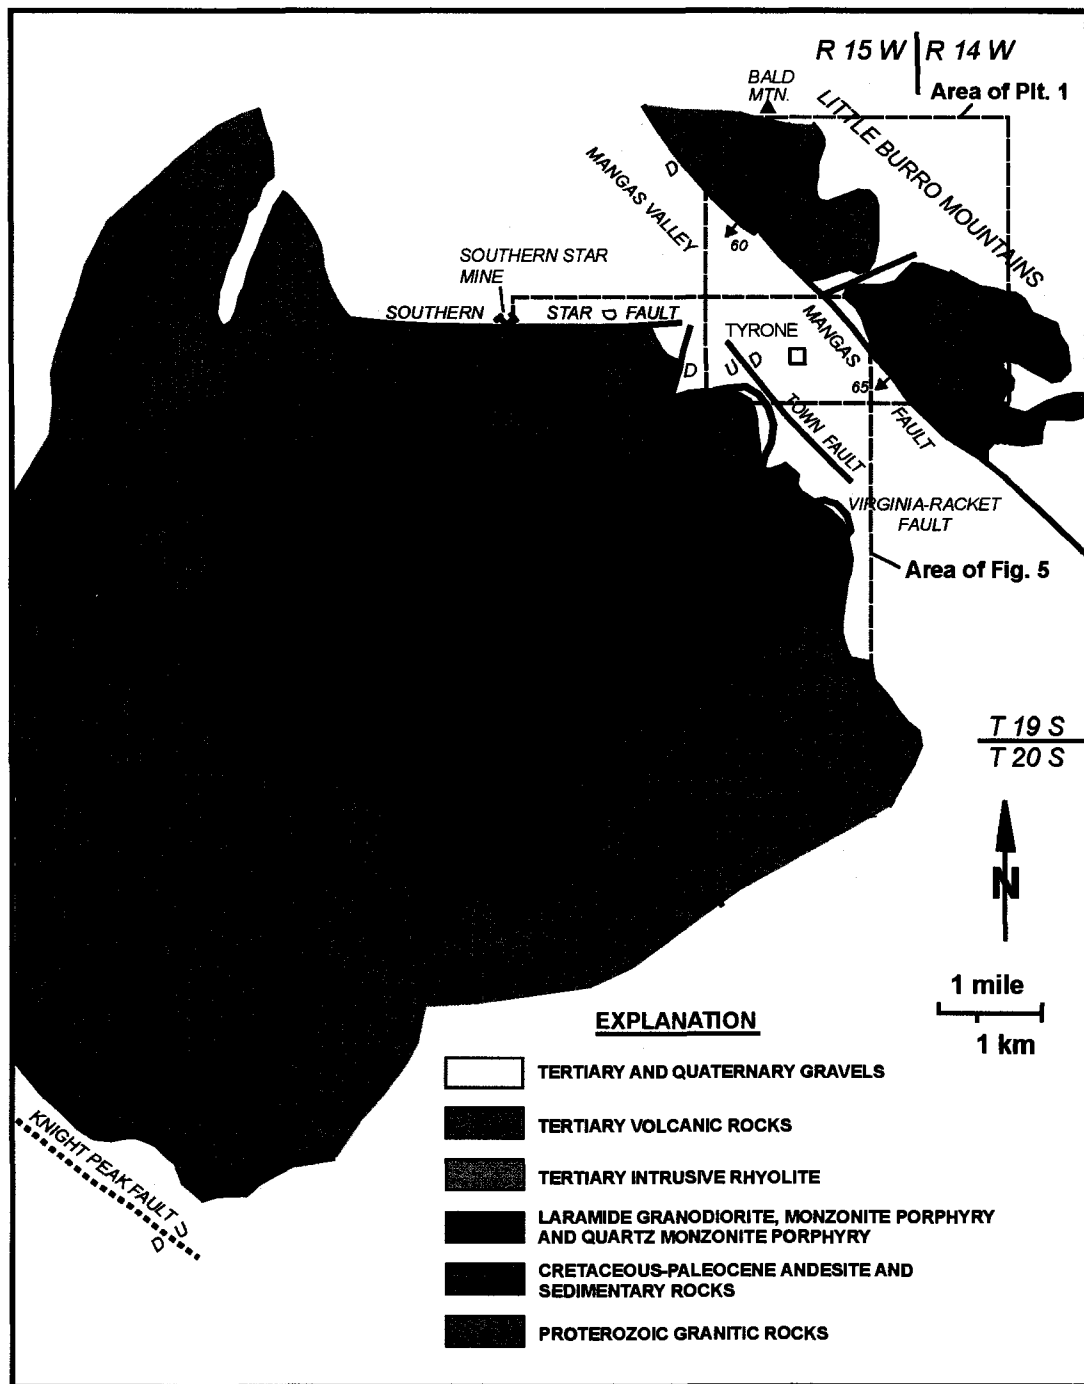 R 15 W R 14 W
BALD
MTN.
Area of Plt. 1
LITTLE BURRO MOUNTAINS
D
MANGAS VALLEY
60
SOUTHERN STAR
MINE
SOUTHERN STAR D FAULT
TYRONE
MANGAS FAULT
D U D
65
TOWN FAULT
VIRGINIA-RACKET
FAULT
Area of Fig. 5
T 19 S
T 20 S
N
1 mile
1 km
EXPLANATION
TERTIARY AND QUATERNARY GRAVELS
TERTIARY VOLCANIC ROCKS
TERTIARY INTRUSIVE RHYOLITE
LARAMIDE GRANODIORITE, MONZONITE PORPHYRY
AND QUARTZ MONZONITE PORPHYRY
CRETACEOUS-PALEOCENE ANDESITE AND
SEDIMENTARY ROCKS
PROTEROZOIC GRANITIC ROCKS
KNIGHT PEAK FAULT U
D